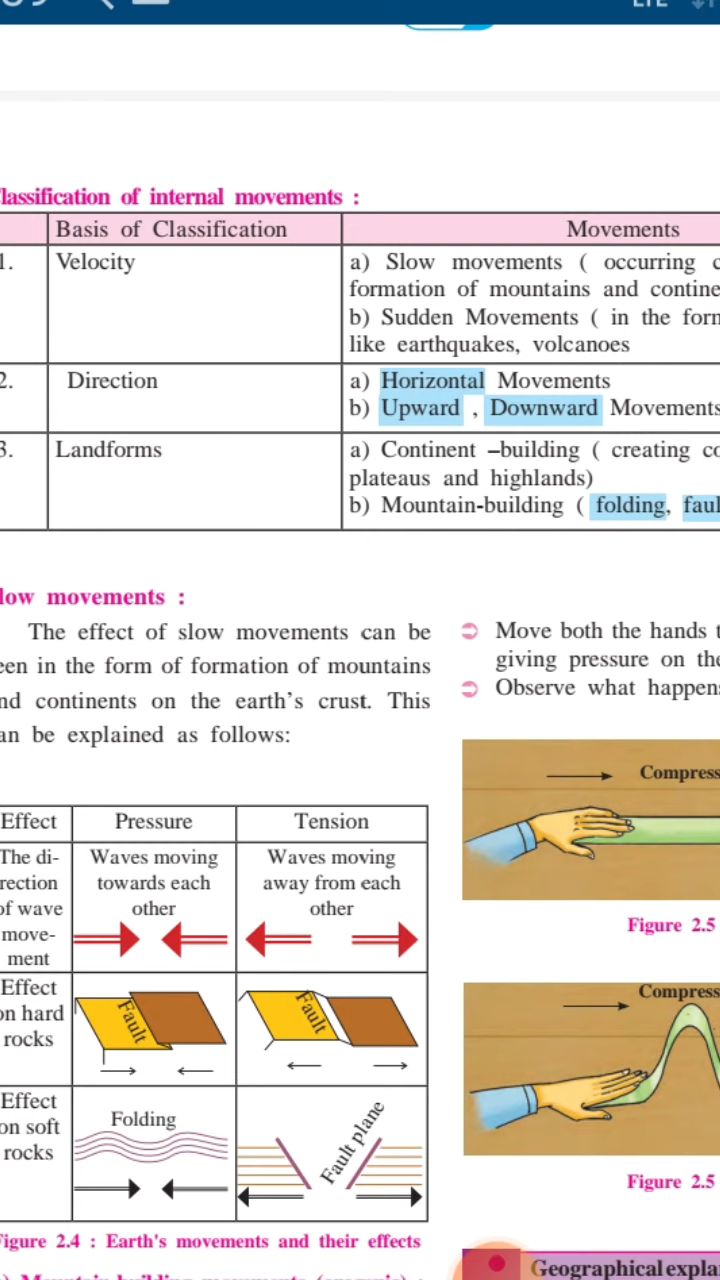 lassification of internal movements :
Basis of Classification Movements
1. Velocity a) Slow movements ( occurring
formation of mountains and
b) Sudden Movements ( in the
like earthquakes, volcanoes
2. Direction a) Horizontal Movements
b) Upward , Downward Movements
3. Landforms a) Continent –building ( creating
plateaus and highlands)
b) Mountain-building ( folding,
low movements :
The effect of slow movements can be
een in the form of formation of mountains
nd continents on the earth's crust. This
an be explained as follows:
Move both the hands
giving pressure on the
Observe what happens
Compress
Figure 2.5
Compress
Figure 2.5
Effect Pressure Tension
The di-
rection
of wave
move-
ment
Waves moving
towards each
other
Waves moving
away from each
other
Effect
on hard
rocks
Fault
Fault
Effect
on soft
rocks
Folding
Fault plane
Figure 2.4 : Earth's movements and their effects
Geographical expla